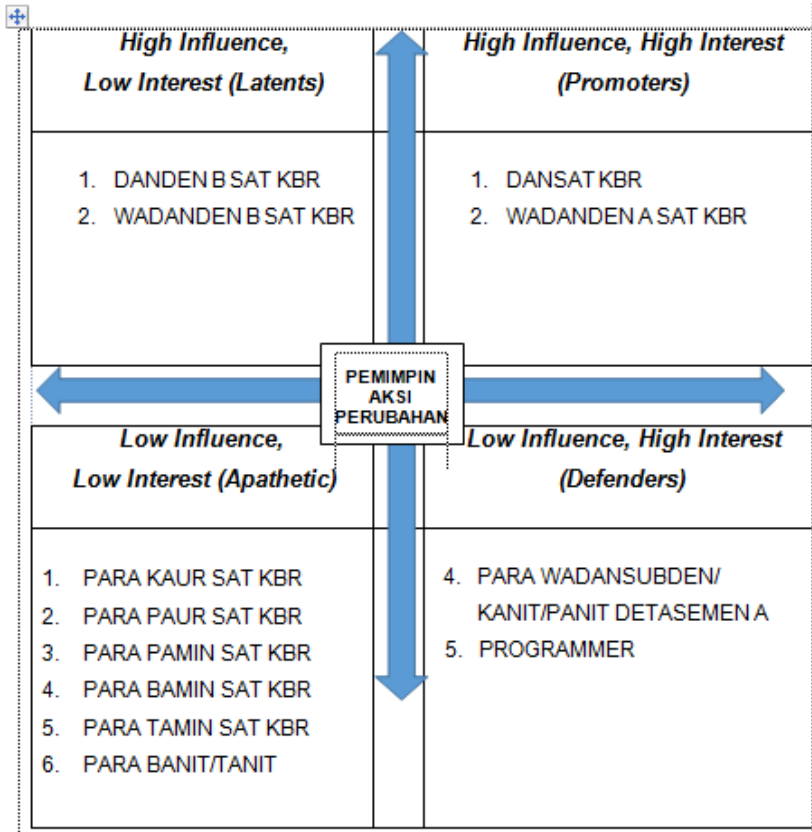 High Influence,
Low Interest (Latents)
High Influence, High Interest
(Promoters)
1. DANDEN B SAT KBR
2. WADANDEN B SAT KBR
1. DANSAT KBR
2. WADANDEN A SAT KBR
PEMIMPIN
AKSI
PERUBAHAN
Low Influence,
Low Interest (Apathetic)
Low Influence, High Interest
(Defenders)
1. PARA KAUR SAT KBR
2. PARA PAUR SAT KBR
3. PARA PAMIN SAT KBR
4. PARA BAMIN SAT KBR
5. PARA TAMIN SAT KBR
6. PARA BANIT/TANIT
4. PARA WADANSUBDEN/
KANIT/PANIT DETASEMEN A
5. PROGRAMMER